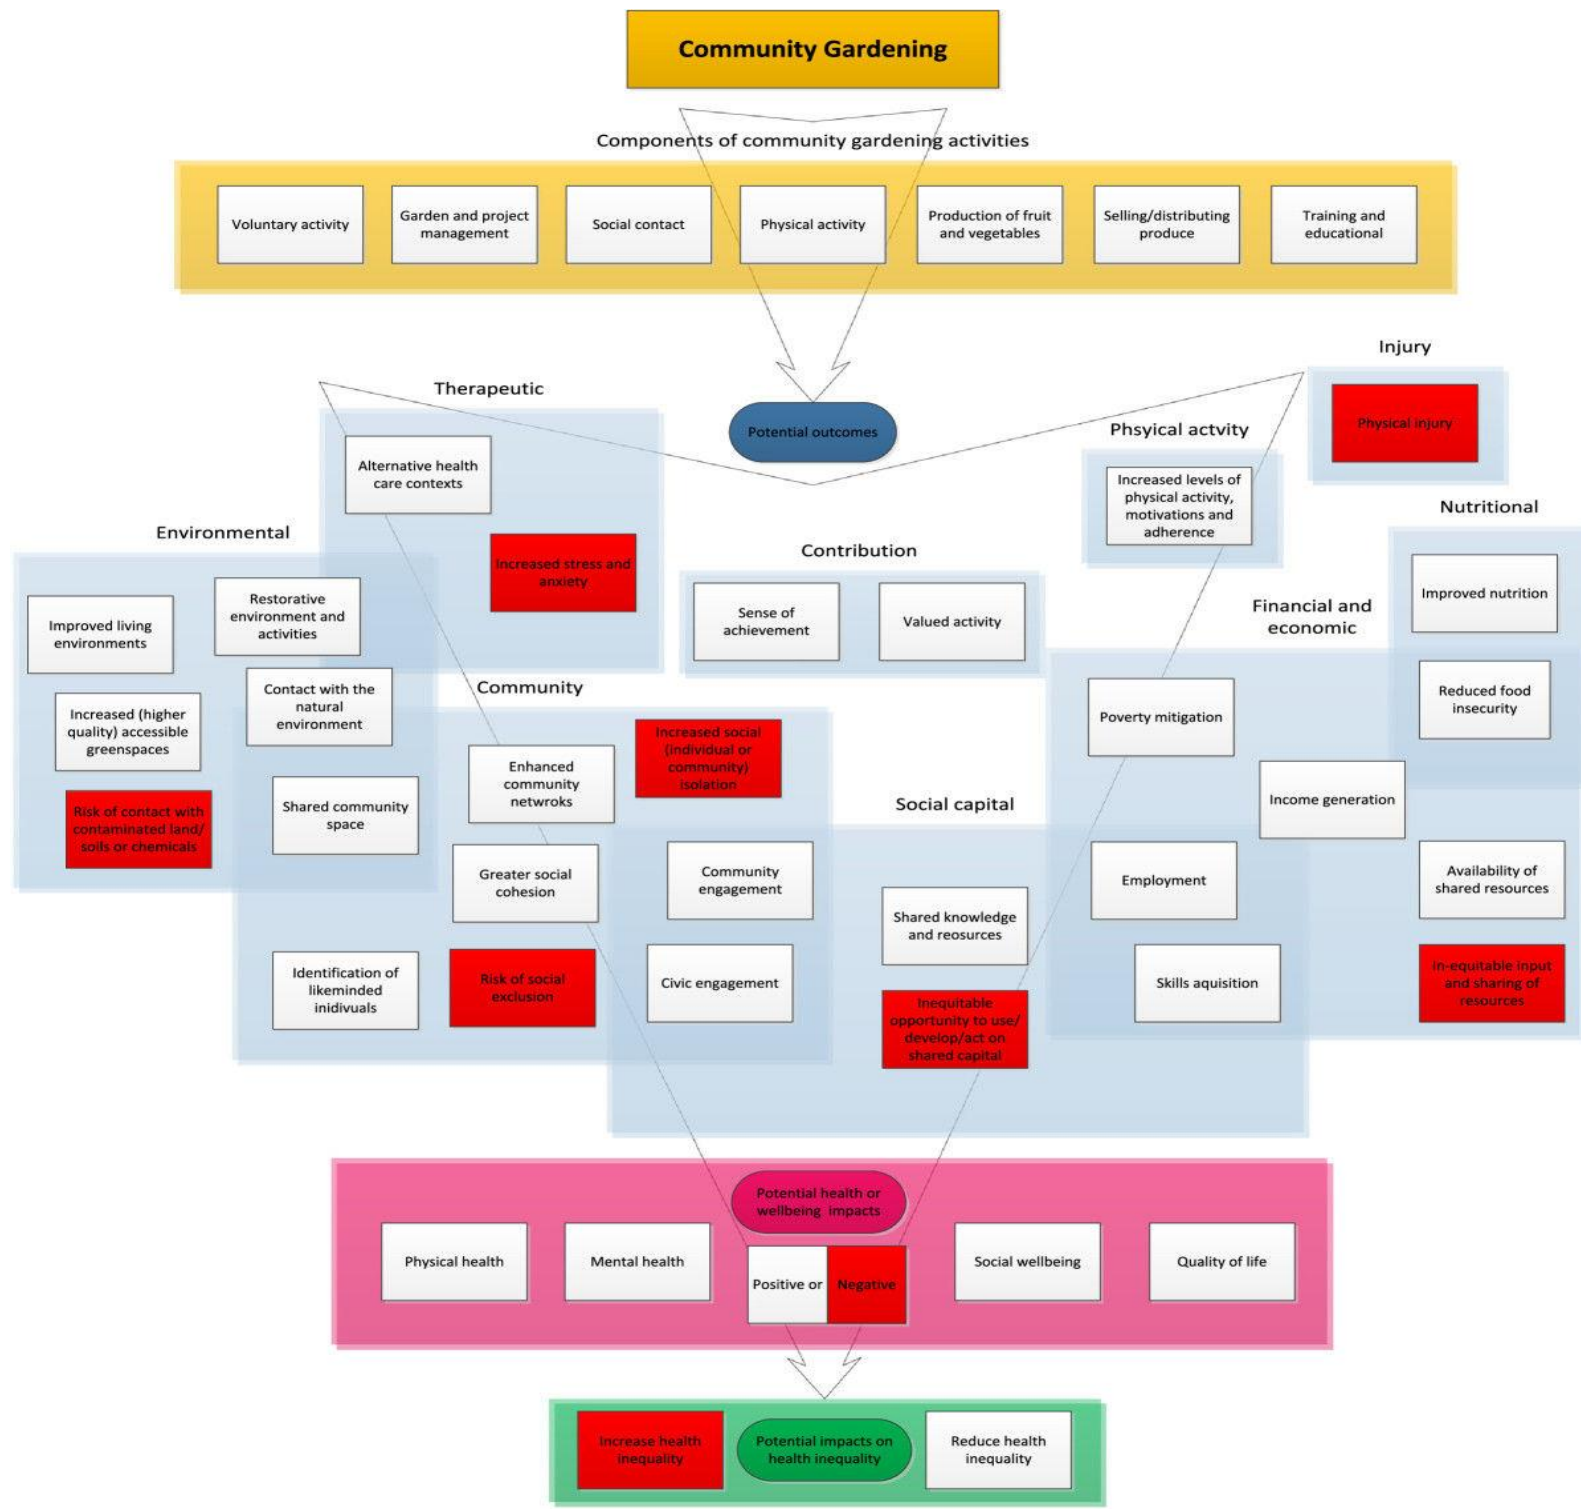 Community Gardening
Components of community gardening activities
Voluntary activity
Garden and project
management
Social contact
Physical activity
Production of fruit
and vegetables
Selling/distributing
produce
Training and
educational
Potential outcomes
Injury
Physical injury
Therapeutic
Alternative health
care contexts
Increased stress and
anxiety
Phsyical actvity
Increased levels of
physical activity,
motivations and
adherence
Environmental
Improved living
environments
Restorative
environment and
activities
Increased (higher
quality) accessible
greenspaces
Contact with the
natural
environment
Risk of contact with
contaminated land/
soils or chemicals
Shared community
space
Contribution
Sense of
achievement
Valued activity
Nutritional
Improved nutrition
Reduced food
insecurity
Financial and
economic
Poverty mitigation
Income generation
Employment
Availability of
shared resources
Skills aquisition
In-equitable input
and sharing of
resources
Community
Enhanced
community
netwroks
Increased social
(individual or
community)
isolation
Greater social
cohesion
Community
engagement
Identification of
likeminded
inidivuals
Risk of social
exclusion
Civic engagement
Social capital
Shared knowledge
and reosurces
Inequitable
opportunity to use/
develop/act on
shared capital
Potential health or
wellbeing impacts
Physical health
Mental health
Positive or
Negative
Social wellbeing
Quality of life
Increase health
inequality
Potential impacts on
health inequality
Reduce health
inequality